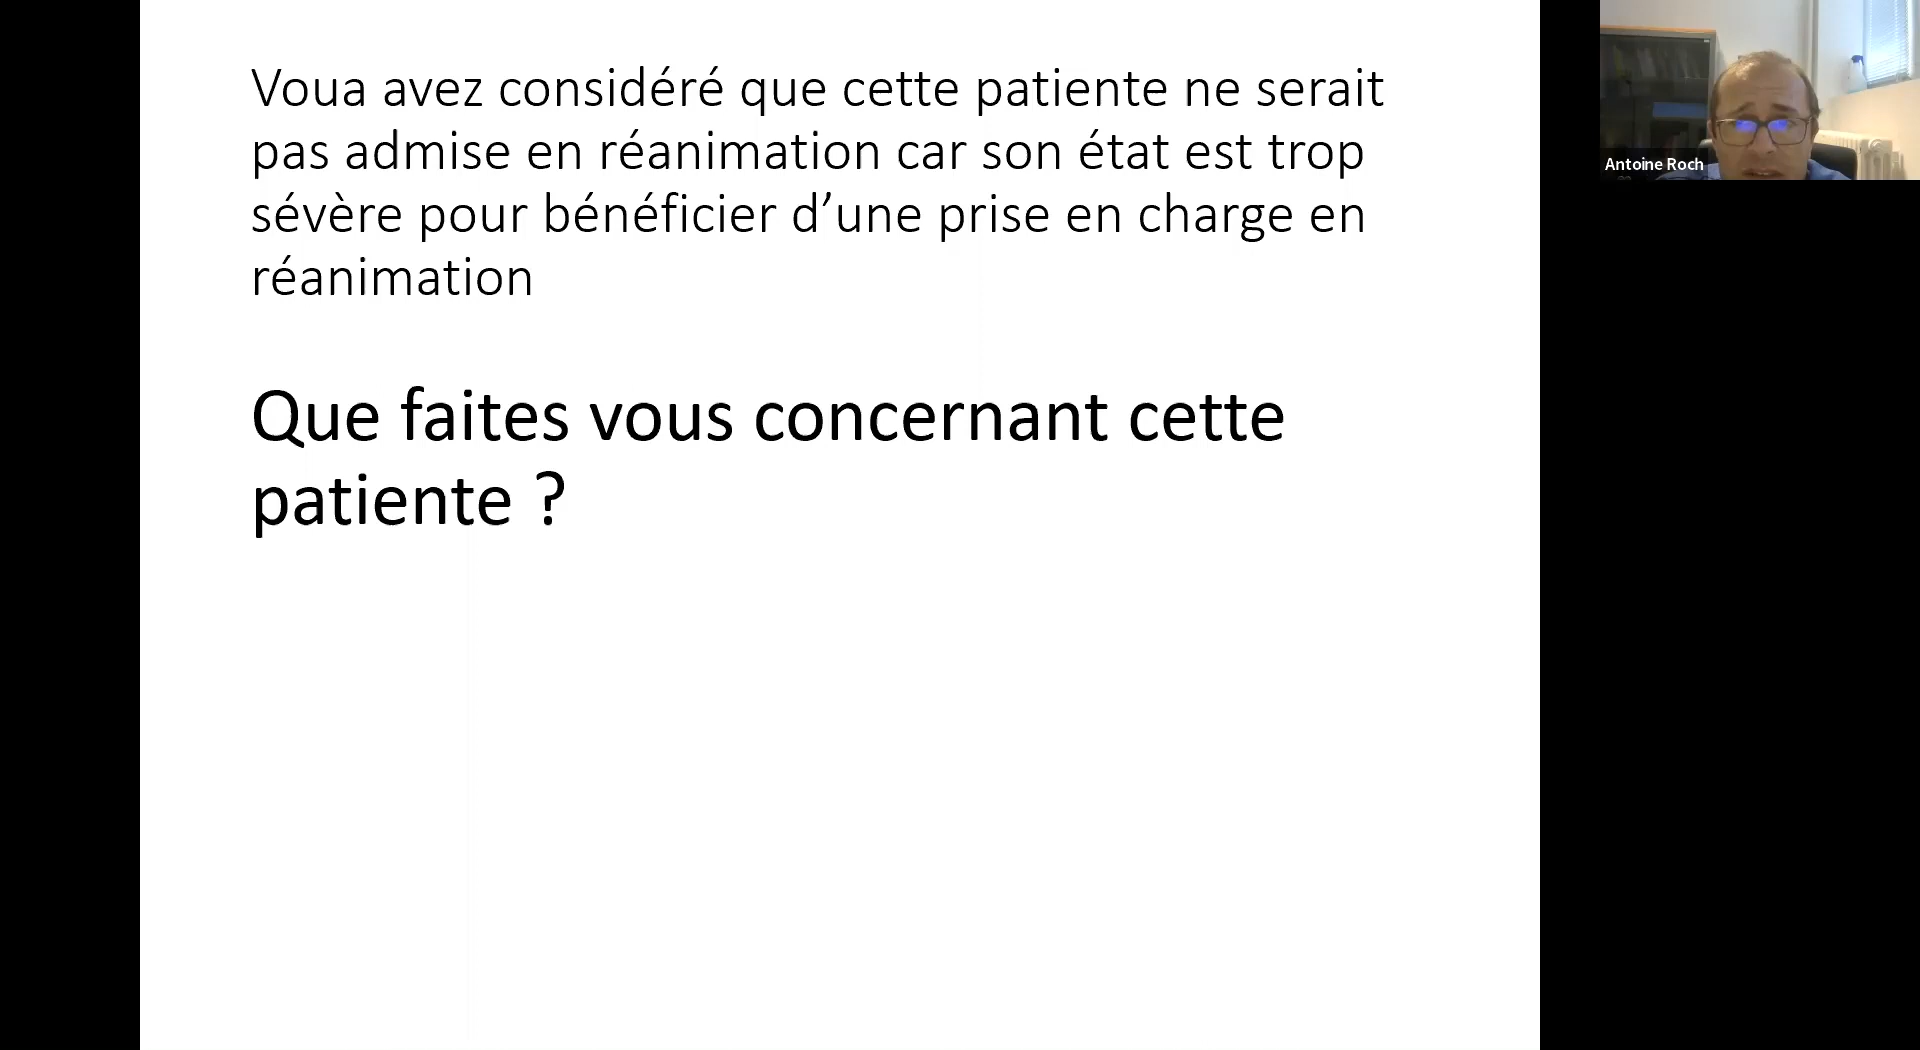 Voua avez considéré que cette patiente ne serait
pas admise en réanimation car son état est trop
sévère pour bénéficier d’une prise en charge en
réanimation
Que faites vous concernant cette
patiente ?
Antoine Roch